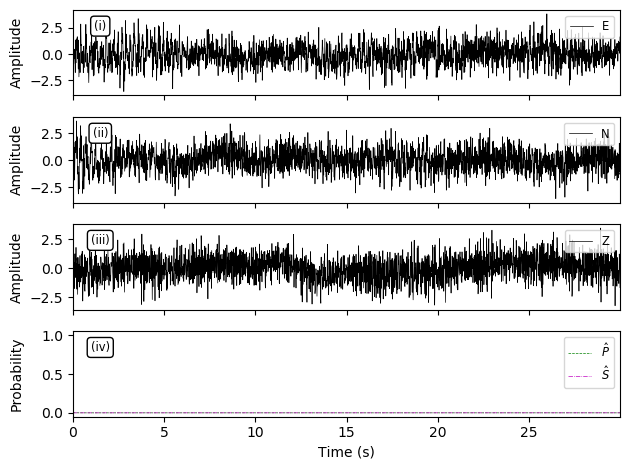 (i)
E
Amplitude
2.5
0.0
−2.5
(ii)
N
Amplitude
2.5
0.0
−2.5
(iii)
Z
Amplitude
2.5
0.0
−2.5
(iv)
P̂
Ŝ
Probability
1.0
0.5
0.0
0 5 10 15 20 25
Time (s)